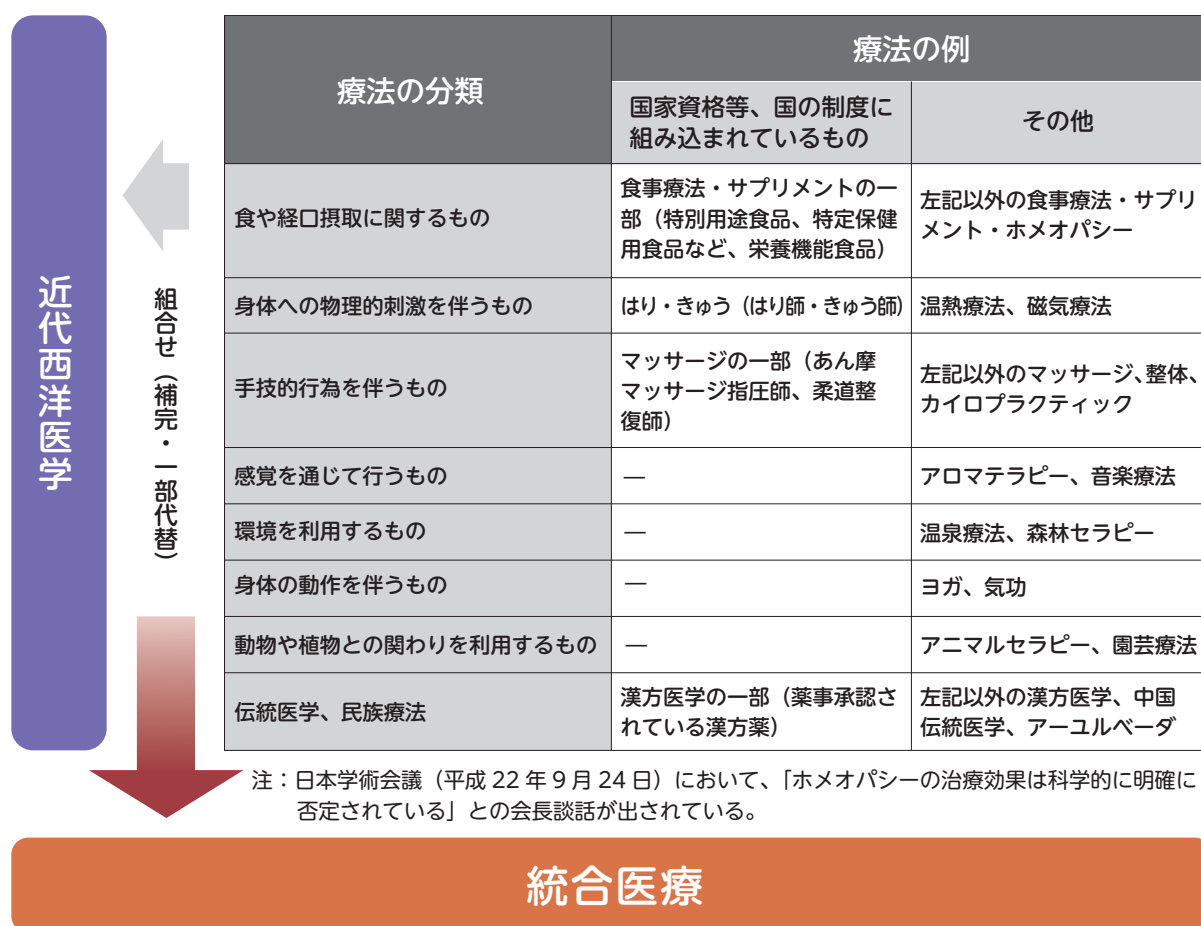 近代西洋医学
組合せ（補完・一部代替）
療法の分類
療法の例
国家資格等、国の制度に
組み込まれているもの
その他
食や経口摂取に関するもの
食事療法・サプリメントの一
部（特別用途食品、特定保健
用食品など、栄養機能食品）
左記以外の食事療法・サプリ
メント・ホメオパシー
身体への物理的刺激を伴うもの
はり・きゅう（はり師・きゅう師）
温熱療法、磁気療法
手技的行為を伴うもの
マッサージの一部（あん摩
マッサージ指圧師、柔道整
復師）
左記以外のマッサージ、整体、
カイロプラクティック
感覚を通じて行うもの
―
アロマテラピー、音楽療法
環境を利用するもの
―
温泉療法、森林セラピー
身体の動作を伴うもの
―
ヨガ、気功
動物や植物との関わりを利用するもの
―
アニマルセラピー、園芸療法
伝統医学、民族療法
漢方医学の一部（薬事承認さ
れている漢方薬）
左記以外の漢方医学、中国
伝統医学、アーユルベーダ
注：日本学術会議（平成 22 年 9 月 24 日）において、「ホメオパシーの治療効果は科学的に明確に
否定されている」との会長談話が出されている。
統合医療